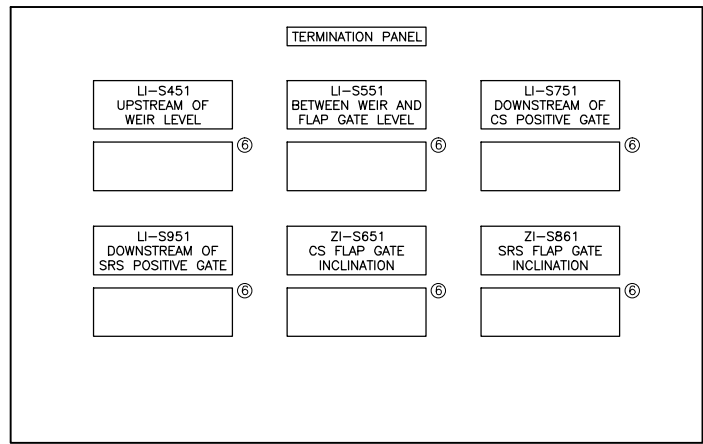 TERMINATION PANEL
LI-S451
UPSTREAM OF
WEIR LEVEL
LI-S551
BETWEEN WEIR AND
FLAP GATE LEVEL
LI-S751
DOWNSTREAM OF
CS POSITIVE GATE
6
6
6
LI-S951
DOWNSTREAM OF
SRS POSITIVE GATE
ZI-S651
CS FLAP GATE
INCLINATION
ZI-S861
SRS FLAP GATE
INCLINATION
6
6
6